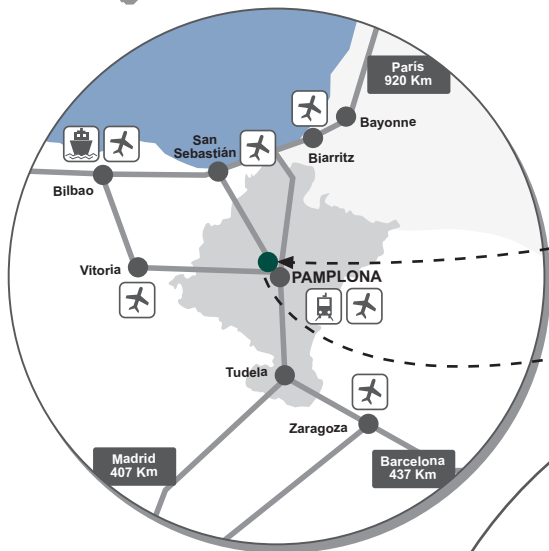 Paris
920 Km
Bayonne
San
Sebastián
Biarritz
Bilbao
Vitoria
PAMPLONA
Tudela
Zaragoza
Madrid
407 Km
Barcelona
437 Km